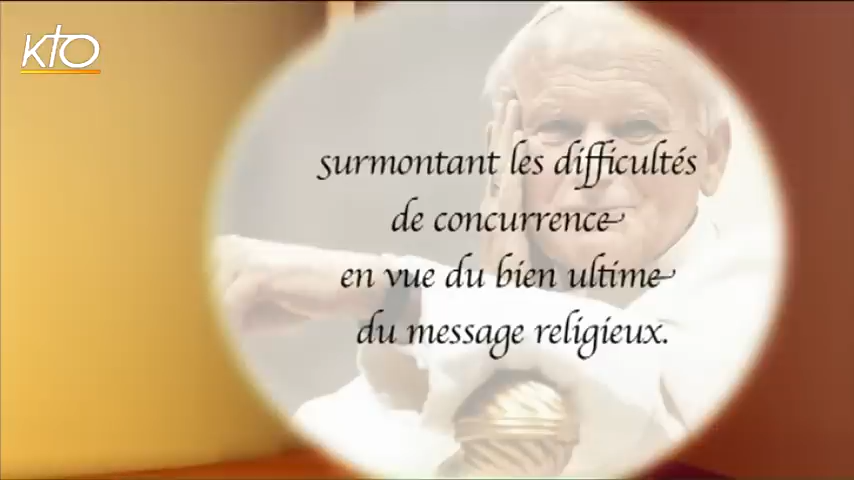 KTO
surmontant les difficultés
de concurrence
en vue du bien ultime
du message religieux.